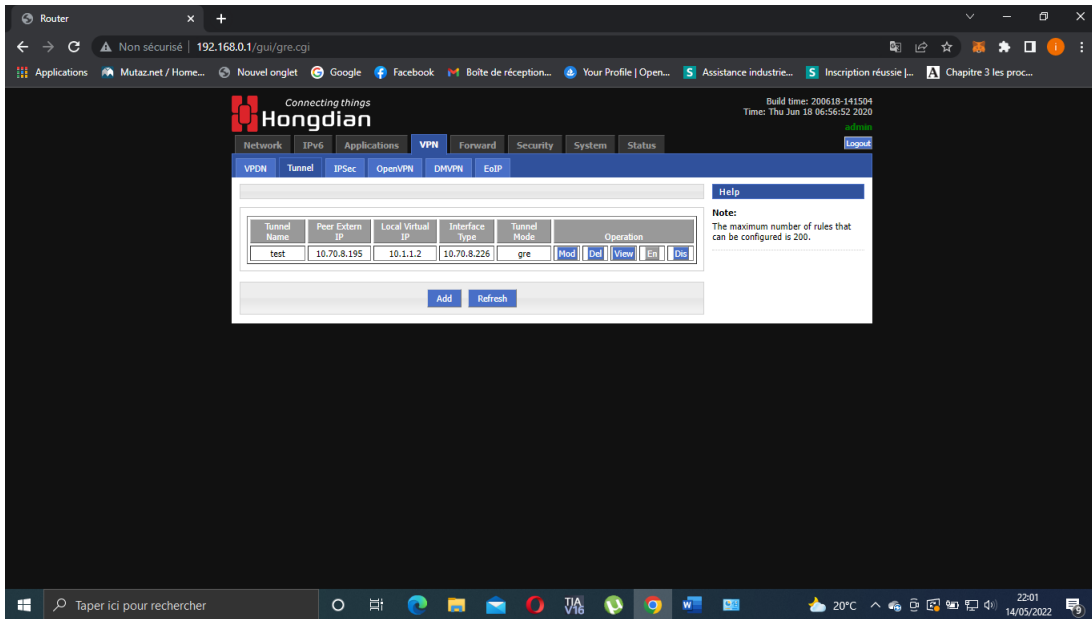 Router
Non sécurisé | 192.168.0.1/gui/gre.cgi
Applications Mutaz.net / Home... Nouvel onglet Google Facebook Boîte de réception... Your Profile | Open... Assistance industrie... Inscription réussie |... Chapitre 3 les proc...
Connecting things
Hongdian
Build time: 200618-141504
Time: Thu Jun 18 06:56:52 2020
admin
Logout
Network IPv6 Applications VPN Forward Security System Status
VPDN Tunnel IPSec OpenVPN DMVPN EoIP
Tunnel Name Peer Extern IP Local Virtual IP Interface Type Tunnel Mode Operation
test 10.70.8.195 10.1.1.2 10.70.8.226 gre Mod Del View En Dis
Add Refresh
Help
Note:
The maximum number of rules that
can be configured is 200.
Taper ici pour rechercher
TIA V16
20°C
22:01
14/05/2022
9